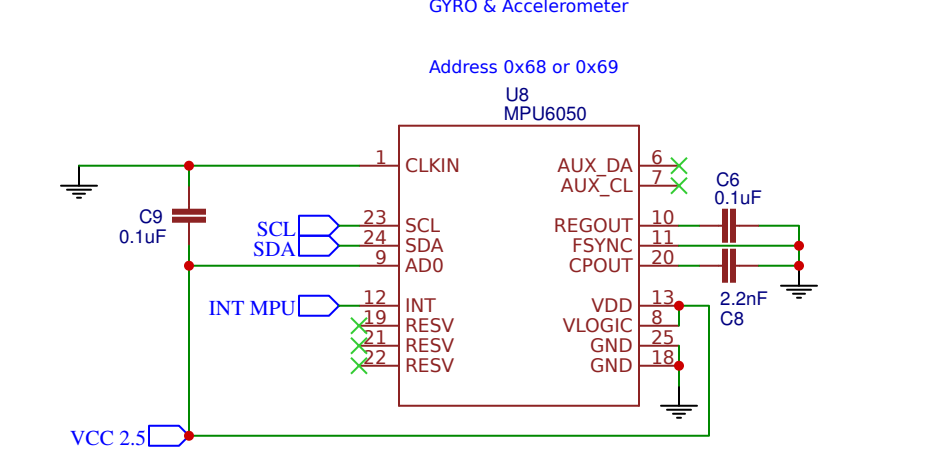 GYRO & Accelerometer
Address 0x68 or 0x69
U8
MPU6050
1 CLKIN
AUX_DA 6
AUX_CL 7
C6
0.1uF
C9
0.1uF
SCL 23 SCL
SDA 24 SDA
9 AD0
REGOUT 10
FSYNC 11
CPOUT 20
2.2nF
C8
INT MPU 12 INT
19 RESV
21 RESV
22 RESV
VDD 13
VLOGIC 8
GND 25
GND 18
VCC 2.5